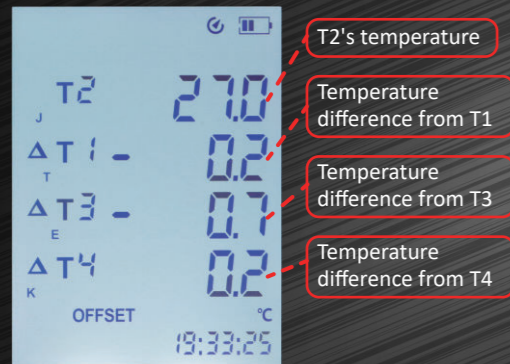 T2 27.0
J
ΔT1 - 0.2
T
ΔT3 - 0.7
E
ΔT4 0.2
K
OFFSET °C
19:33:25
T2's temperature
Temperature
difference from T1
Temperature
difference from T3
Temperature
difference from T4